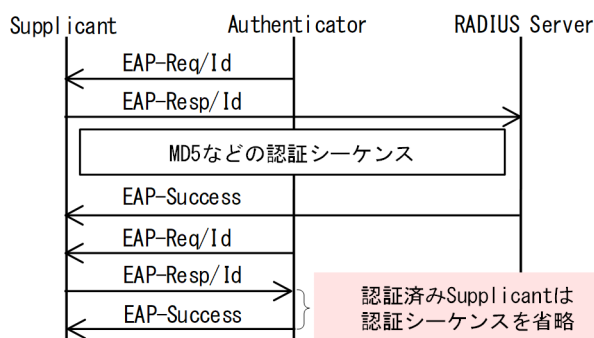 Supplicant Authenticator RADIUS Server
EAP-Req/Id
EAP-Resp/Id
MD5などの認証シーケンス
EAP-Success
EAP-Req/Id
EAP-Resp/Id
EAP-Success
認証済みSupplicantは
認証シーケンスを省略